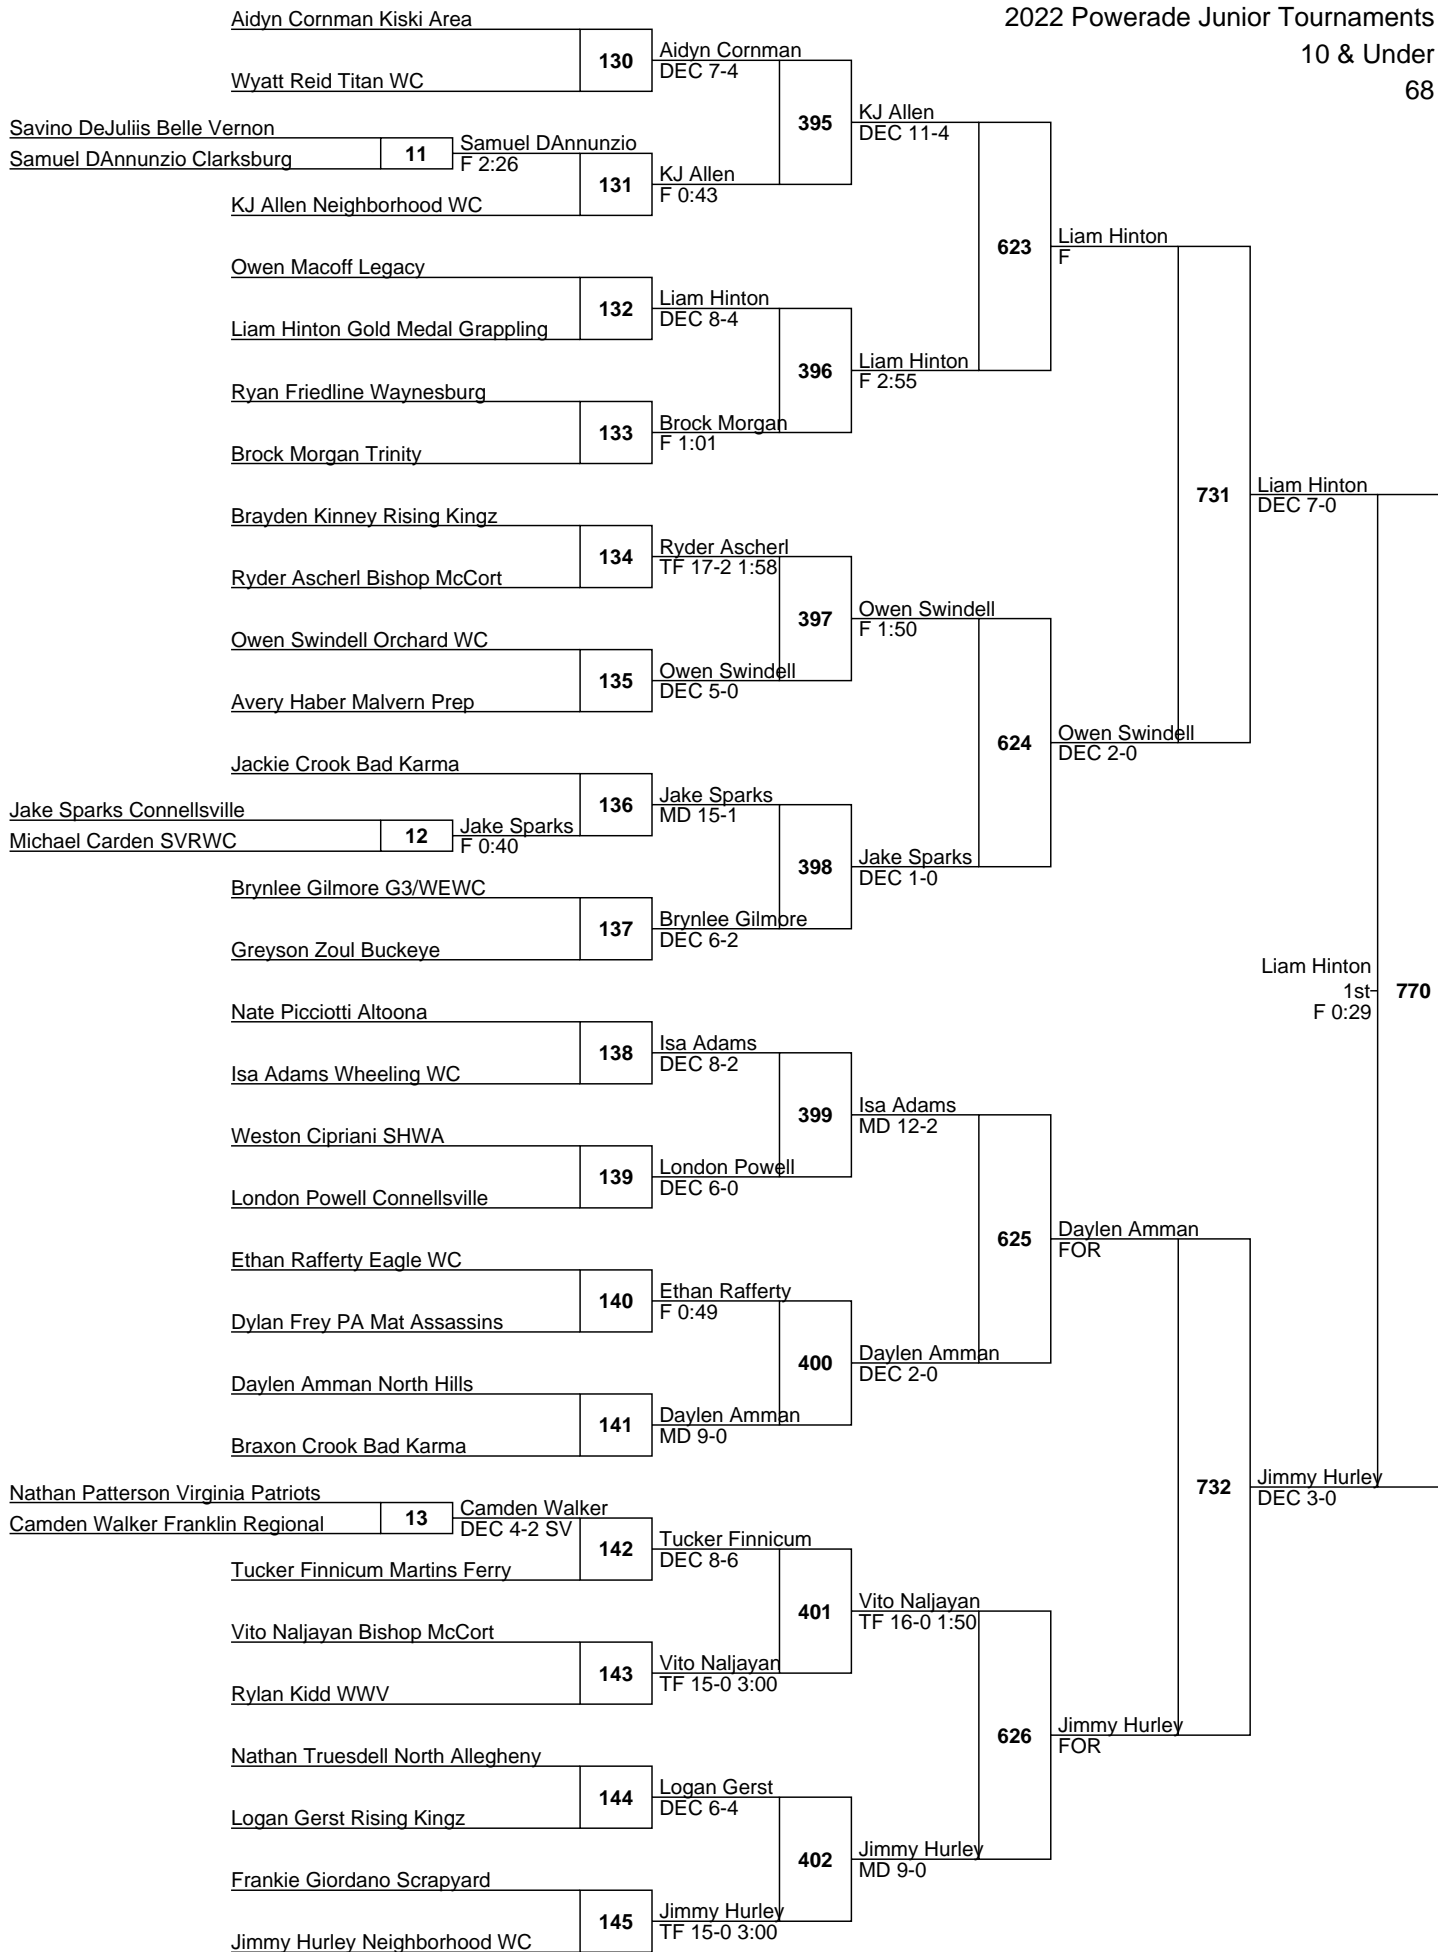 2022 Powerade Junior Tournaments
10 & Under
68
Aidyn Cornman Kiski Area
130
Aidyn Cornman
DEC 7-4
Wyatt Reid Titan WC
395
KJ Allen
DEC 11-4
Savino DeJuliis Belle Vernon
11
Samuel DAnnunzio
F 2:26
Samuel DAnnunzio Clarksburg
131
KJ Allen
F 0:43
KJ Allen Neighborhood WC
623
Liam Hinton
F
Owen Macoff Legacy
132
Liam Hinton
DEC 8-4
Liam Hinton Gold Medal Grappling
396
Liam Hinton
F 2:55
Ryan Friedline Waynesburg
133
Brock Morgan
F 1:01
Brock Morgan Trinity
731
Liam Hinton
DEC 7-0
Brayden Kinney Rising Kingz
134
Ryder Ascherl
TF 17-2 1:58
Ryder Ascherl Bishop McCort
397
Owen Swindell
F 1:50
Owen Swindell Orchard WC
135
Owen Swindell
DEC 5-0
Avery Haber Malvern Prep
624
Owen Swindell
DEC 2-0
Jackie Crook Bad Karma
136
Jake Sparks
MD 15-1
Jake Sparks Connellsville
12
Jake Sparks
F 0:40
Michael Carden SVRWC
398
Jake Sparks
DEC 1-0
Brynlee Gilmore G3/WEWC
137
Brynlee Gilmore
DEC 6-2
Greyson Zoul Buckeye
Liam Hinton
1st
770
F 0:29
Nate Picciotti Altoona
138
Isa Adams
DEC 8-2
Isa Adams Wheeling WC
399
Isa Adams
MD 12-2
Weston Cipriani SHWA
139
London Powell
DEC 6-0
London Powell Connellsville
625
Daylen Amman
FOR
Ethan Rafferty Eagle WC
140
Ethan Rafferty
F 0:49
Dylan Frey PA Mat Assassins
400
Daylen Amman
DEC 2-0
Daylen Amman North Hills
141
Daylen Amman
MD 9-0
Braxon Crook Bad Karma
732
Jimmy Hurley
DEC 3-0
Nathan Patterson Virginia Patriots
13
Camden Walker
DEC 4-2 SV
Camden Walker Franklin Regional
142
Tucker Finnicum
DEC 8-6
Tucker Finnicum Martins Ferry
401
Vito Naljayan
TF 16-0 1:50
Vito Naljayan Bishop McCort
143
Vito Naljayan
TF 15-0 3:00
Rylan Kidd WWV
626
Jimmy Hurley
FOR
Nathan Truesdell North Allegheny
144
Logan Gerst
DEC 6-4
Logan Gerst Rising Kingz
402
Jimmy Hurley
MD 9-0
Frankie Giordano Scrapyard
145
Jimmy Hurley
TF 15-0 3:00
Jimmy Hurley Neighborhood WC